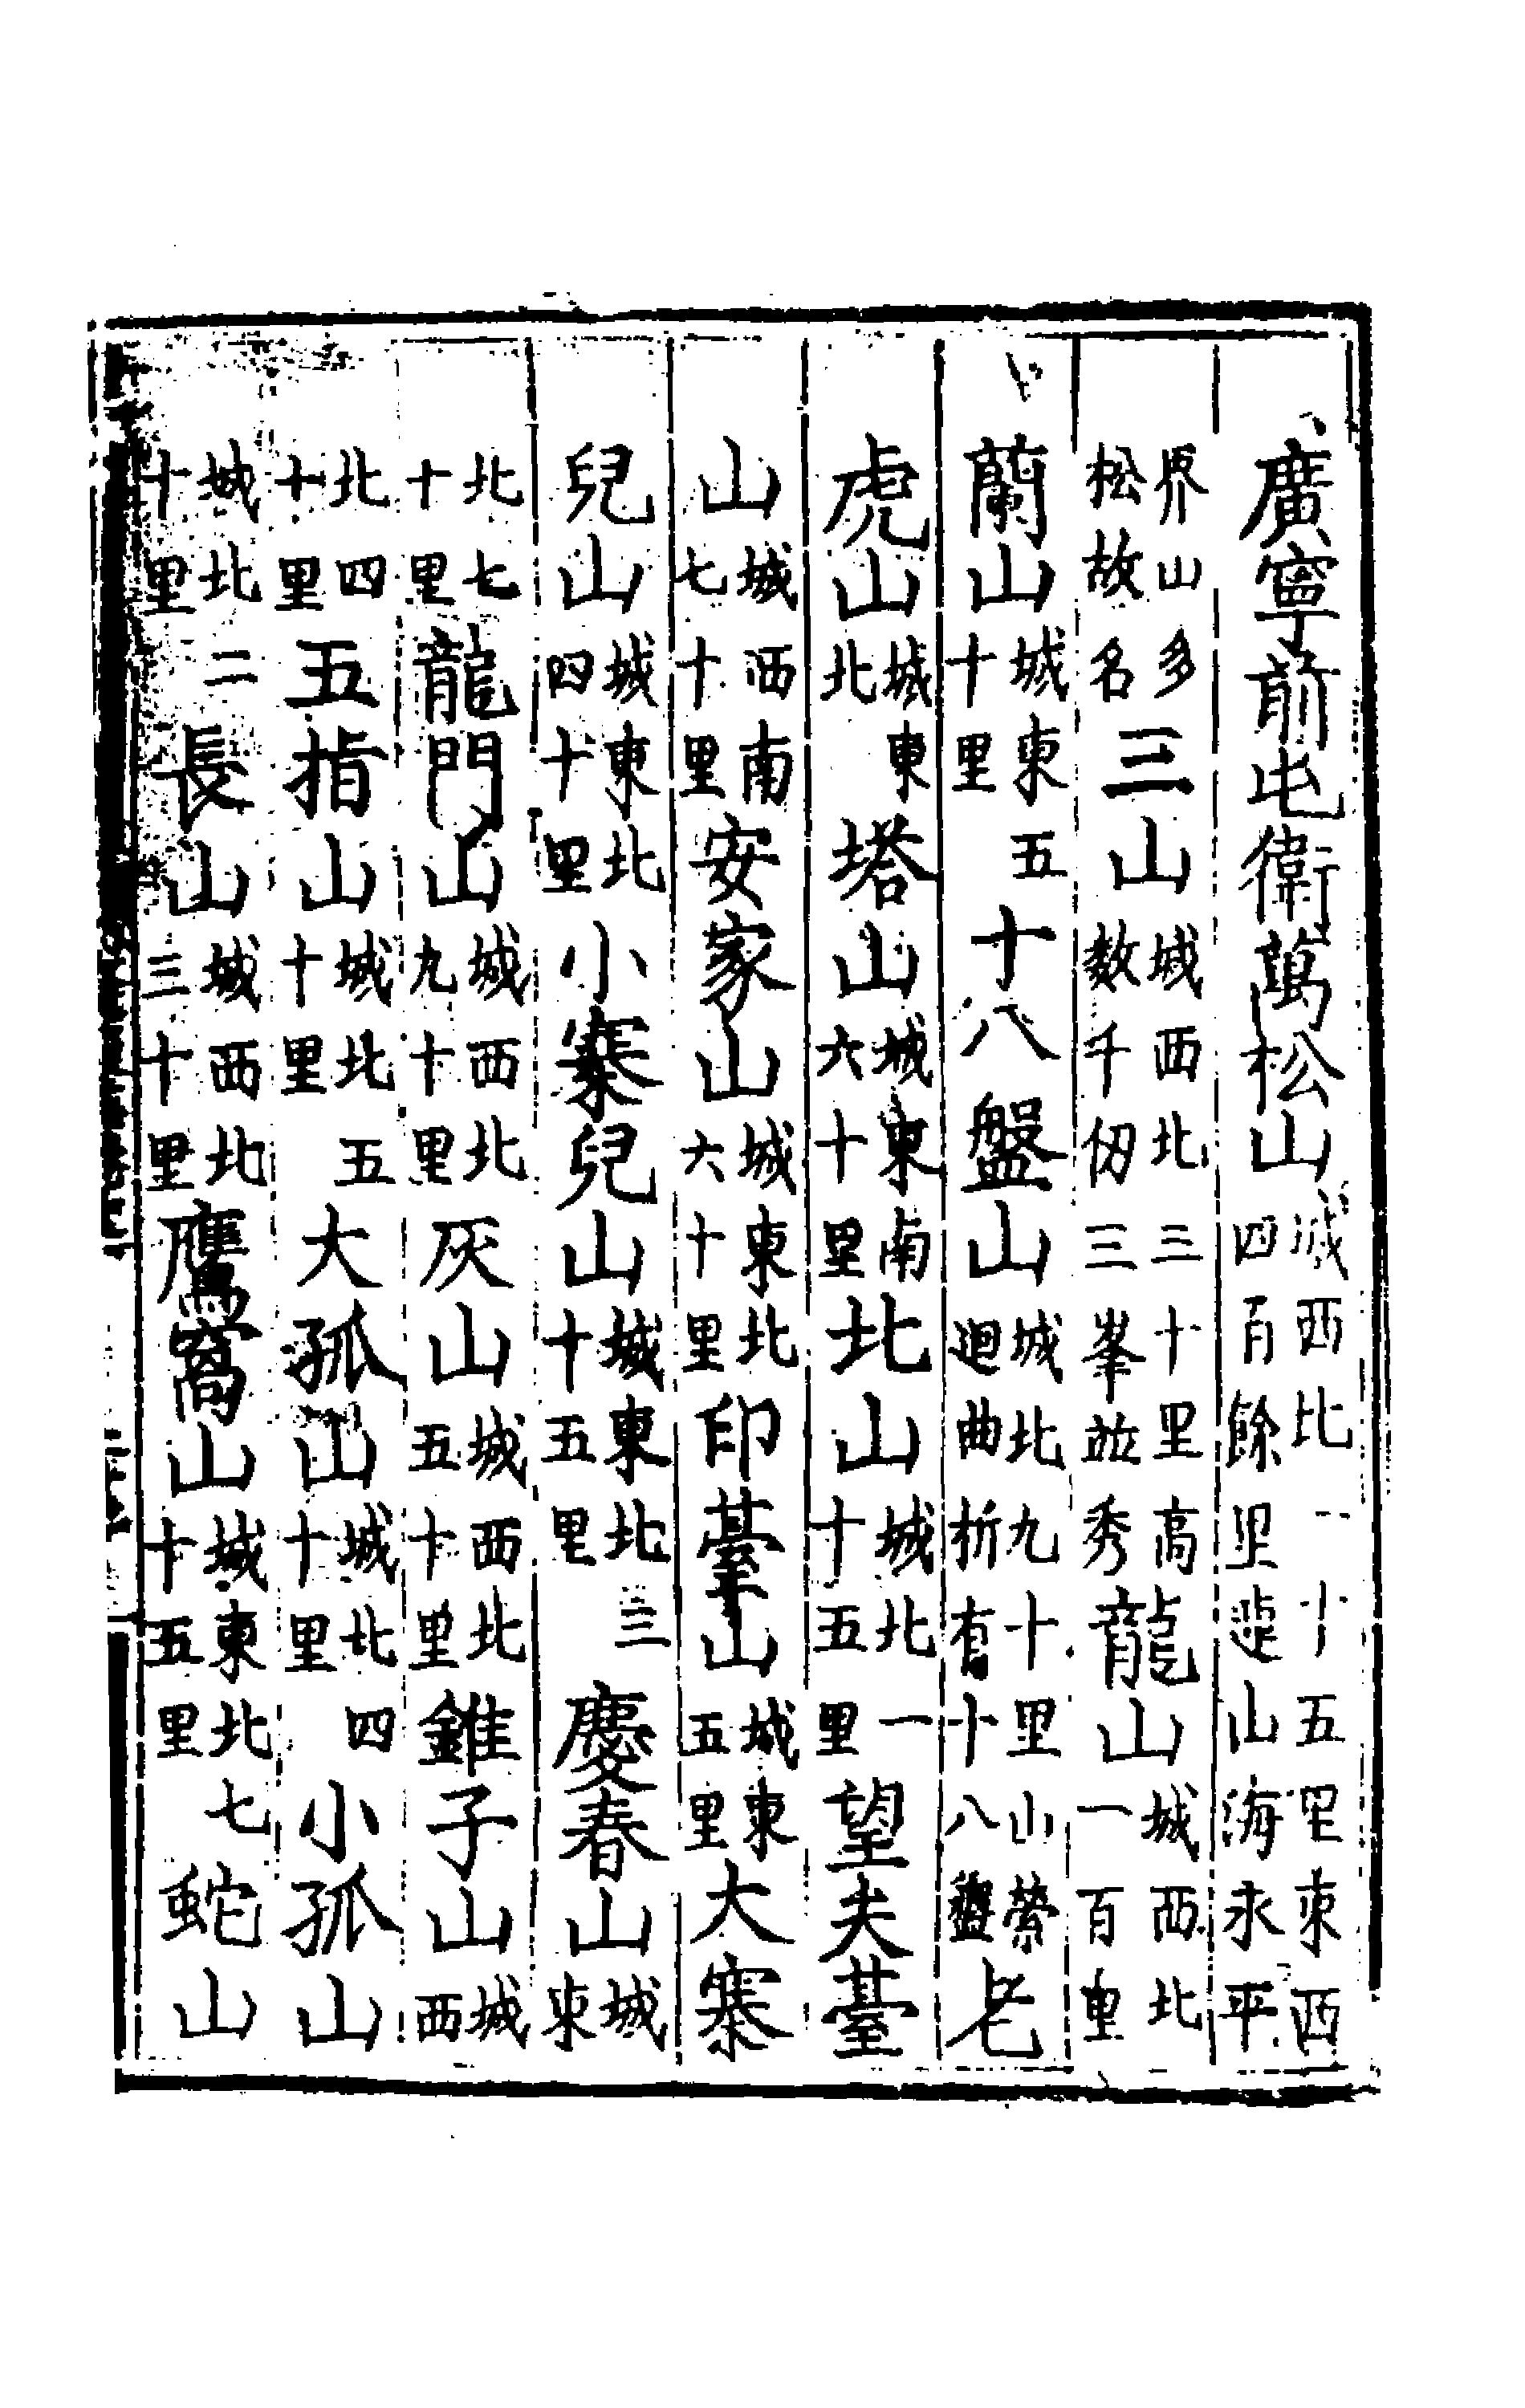 廣寧前屯衛萬松山城西北一十五里東西四百餘里連山海永平
界山多松故名三山城西北三十里高數千仞三峯並秀龍山城西北一百里
蘭山城東五十里十八盤山城北九十里山縈迴曲折有十八盤老
虎山城東北塔山城東南六十里北山城北一十五里望夫臺
山城西南七十里安家山城東北六十里印臺山城東五里大寨
兒山城東北四十里小寨兒山城東北三十五里慶春山城東
北七十里龍門山城西北九十里灰山城西北五十里錐子山城西
北四十里五指山城北五十里大孤山城北四十里小孤山
城北二十里長山城西北三十里鷹窩山城東北七十五里蛇山